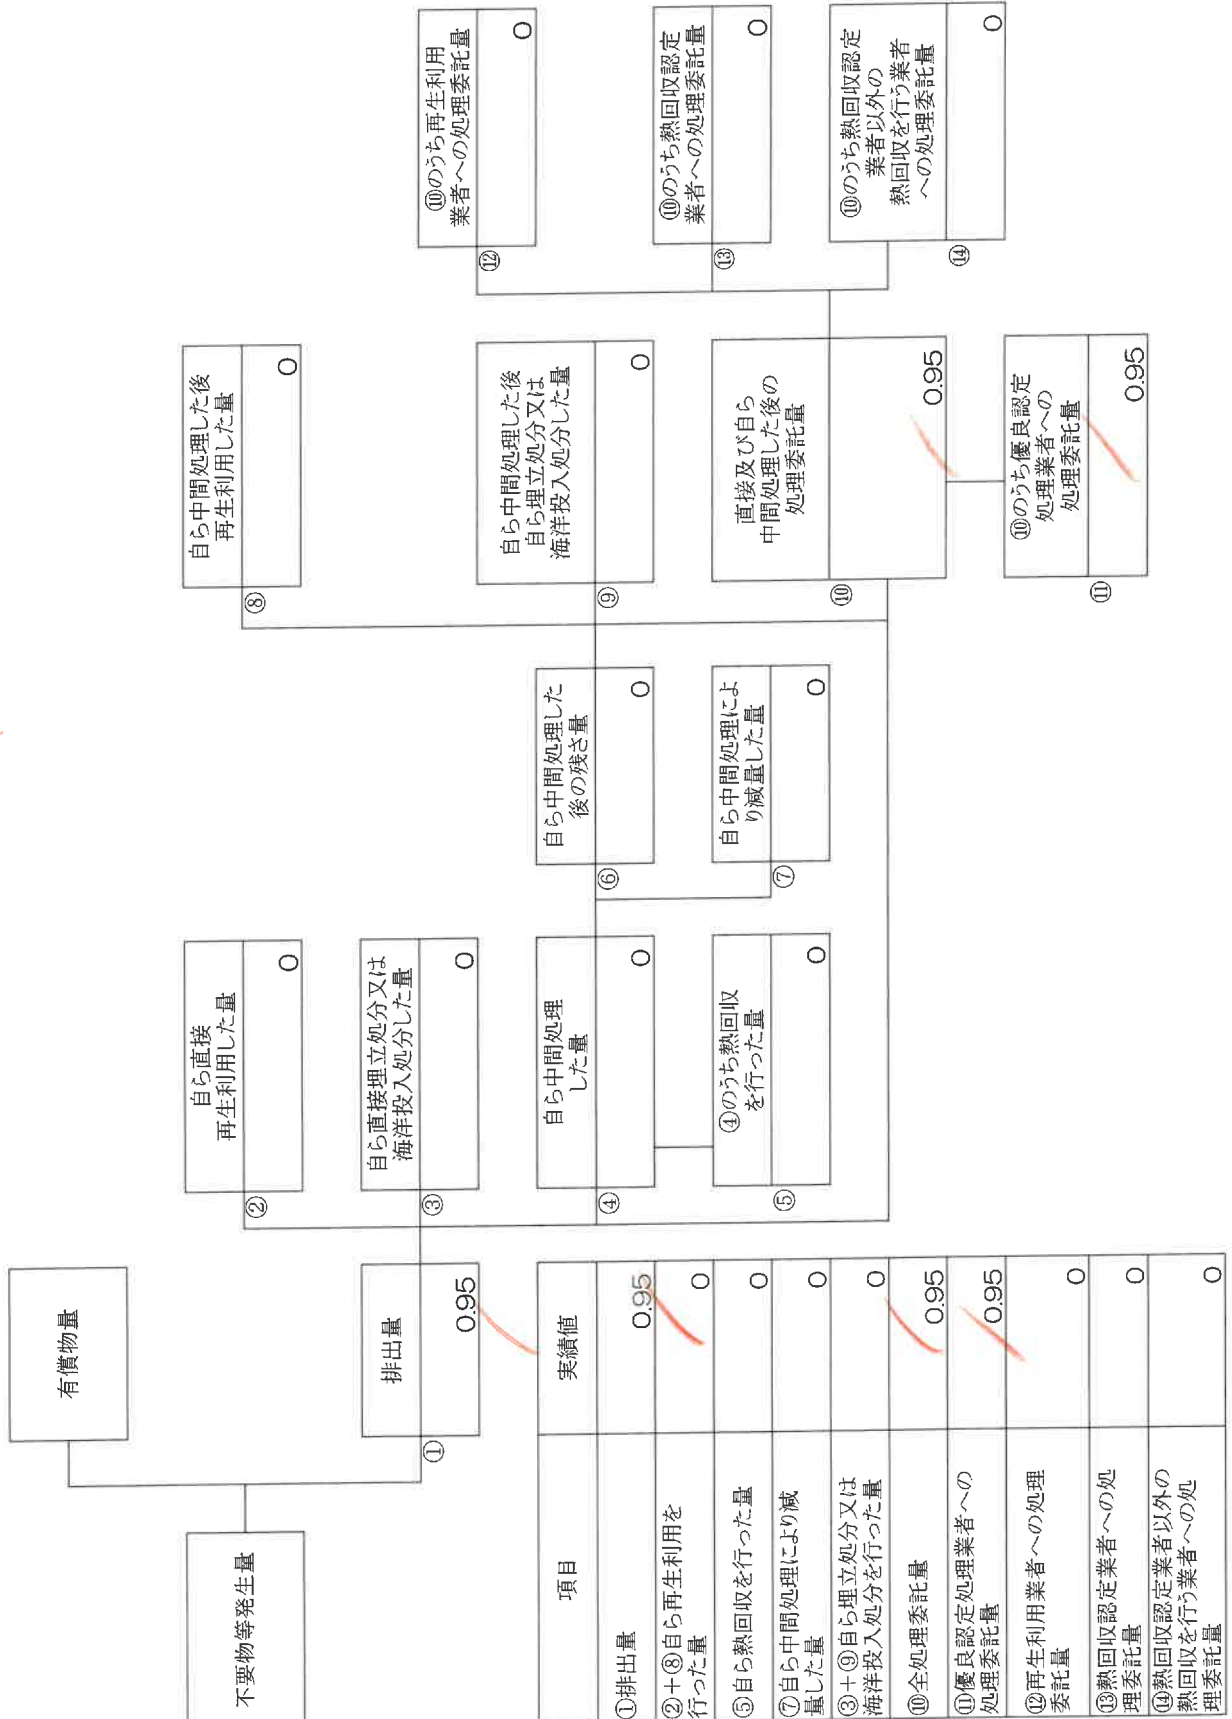 不要物等発生量
有償物量
排出量
①
0.95
自ら直接
再生利用した量
②
0
自ら直接埋立処分又は
海洋投入処分した量
③
0
自ら中間処理
した量
④
0
④のうち熱回収
を行った量
⑤
0
自ら中間処理した
後の残さ量
⑥
0
自ら中間処理によ
り減量した量
⑦
0
自ら中間処理した後
再生利用した量
⑧
0
自ら中間処理した後
自ら埋立処分又は
海洋投入処分した量
⑨
0
直接及び自ら
中間処理した後の
処理委託量
⑩
0.95
⑩のうち優良認定
処理業者への
処理委託量
⑪
0.95
⑩のうち再生利用
業者への処理委託量
⑫
0
⑩のうち熱回収認定
業者への処理委託量
⑬
0
⑩のうち熱回収認定
業者以外の
熱回収を行う業者
への処理委託量
⑭
0
項目 実績値
①排出量 0.95
②+⑧自ら再生利用を
行った量 0
⑤自ら熱回収を行った量 0
⑦自ら中間処理により減
量した量 0
③+⑨自ら埋立処分又は
海洋投入処分を行った量 0
⑩全処理委託量 0.95
⑪優良認定処理業者への
処理委託量 0.95
⑫再生利用業者への処理
委託量 0
⑬熱回収認定業者への処
理委託量 0
⑭熱回収認定業者以外の
熱回収を行う業者への処
理委託量 0